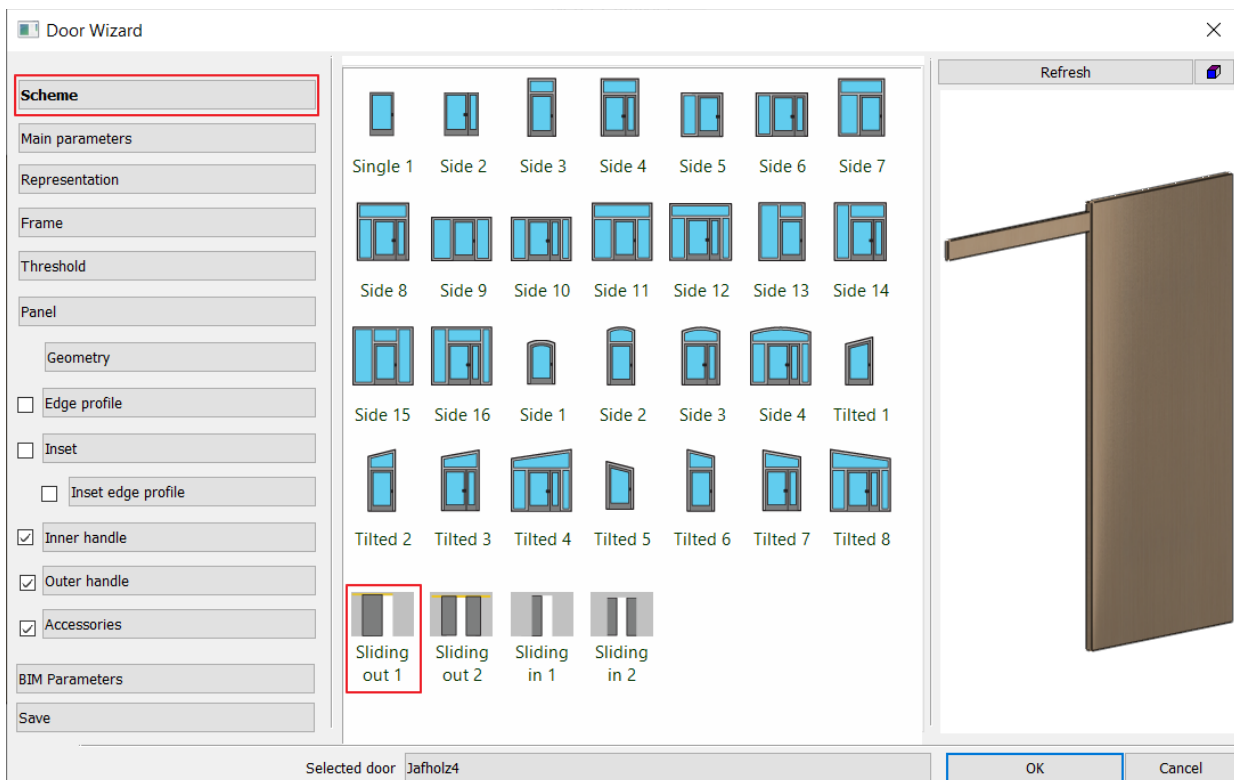 Door Wizard
Scheme
Main parameters
Representation
Frame
Threshold
Panel
Geometry
Edge profile
Inset
Inset edge profile
Inner handle
Outer handle
Accessories
BIM Parameters
Save
Single 1 Side 2 Side 3 Side 4 Side 5 Side 6 Side 7
Side 8 Side 9 Side 10 Side 11 Side 12 Side 13 Side 14
Side 15 Side 16 Side 1 Side 2 Side 3 Side 4 Tilted 1
Tilted 2 Tilted 3 Tilted 4 Tilted 5 Tilted 6 Tilted 7 Tilted 8
Sliding Sliding Sliding Sliding
out 1 out 2 in 1 in 2
Refresh
Selected door Jafholz4
OK Cancel